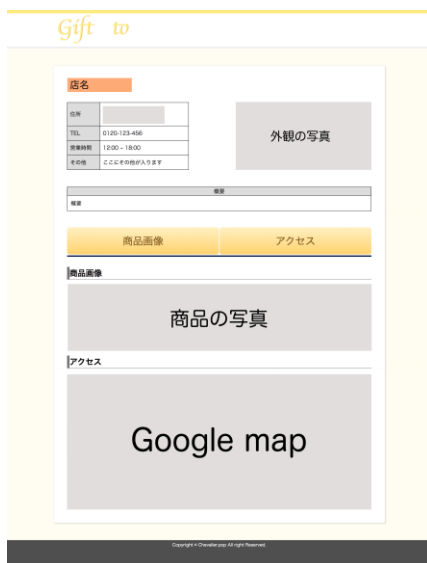 Gift to
店名
住所
TEL 0120-123-456
営業時間 12:00 – 18:00
その他 ここにその他が入ります
外観の写真
概要
概要
商品画像 アクセス
商品画像
商品の写真
アクセス
Google map
Copyright © Chevalier.pop All right Reserved.